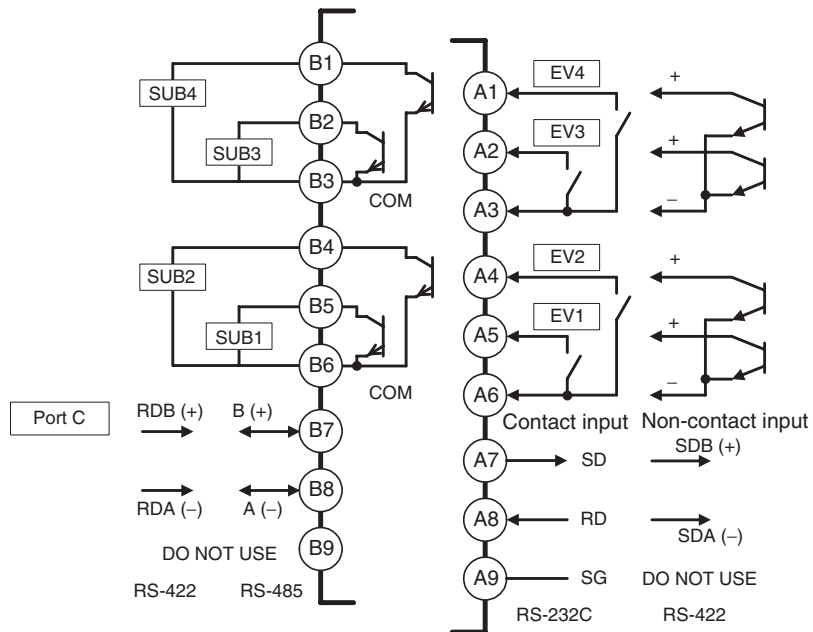 B1
SUB4
B2
SUB3
B3
COM
B4
SUB2
B5
SUB1
B6
COM
Port C
RDB (+) B (+)
B7
B8
RDA (−) A (−)
B9
DO NOT USE
RS-422 RS-485
A1
EV4
+
EV3
A2
+
A3
−
EV2
A4
+
EV1
A5
+
A6
−
Contact input Non-contact input
SDB (+)
A7
SD
A8
RD
SDA (−)
A9
SG
DO NOT USE
RS-232C RS-422